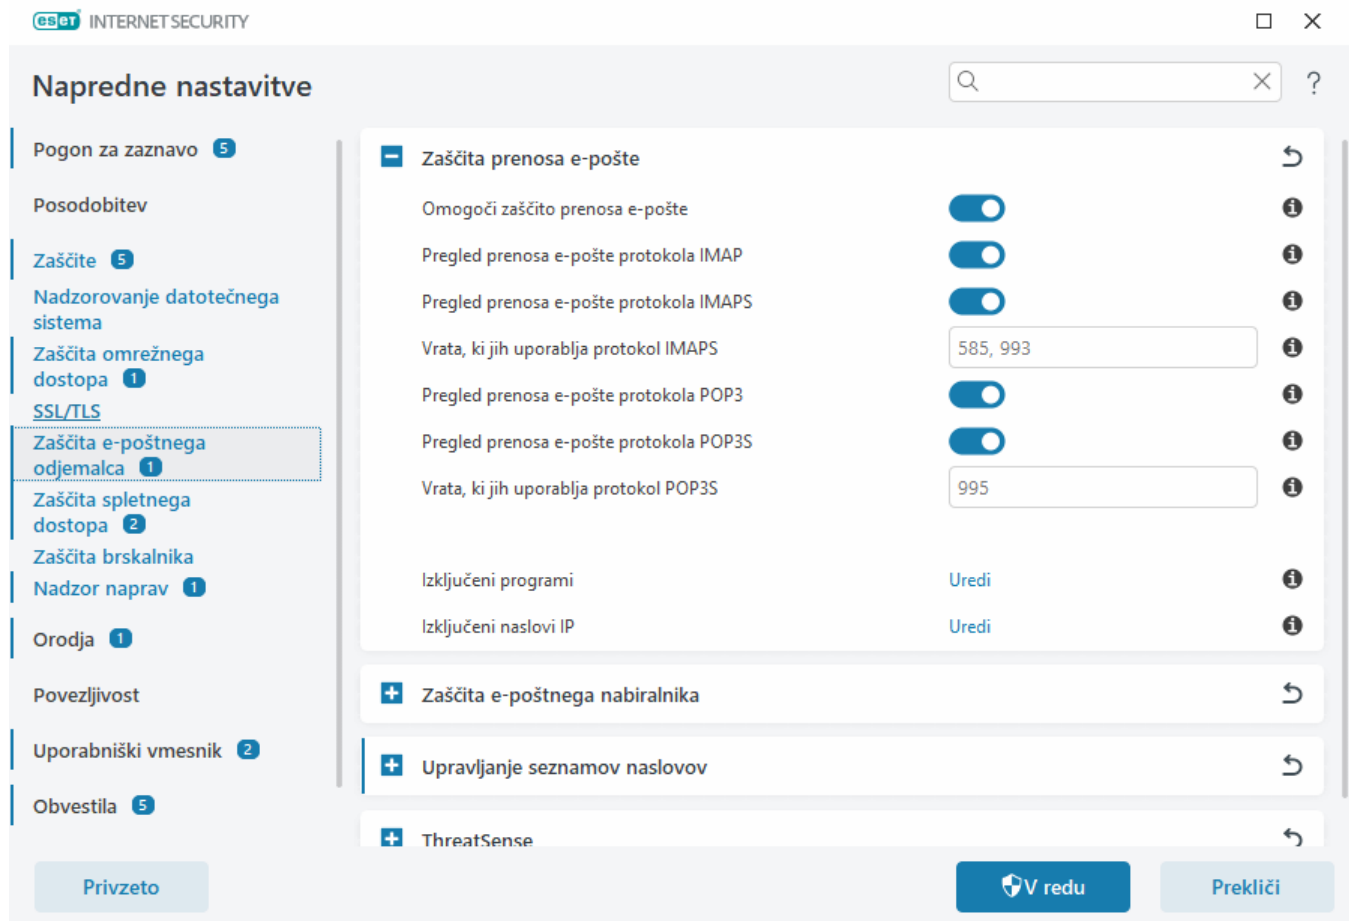 eset INTERNET SECURITY
Napredne nastavitve
?
Pogon za zaznavo 5
Posodobitev
Zaščite 5
Nadzorovanje datotečnega
sistema
Zaščita omrežnega
dostopa 1
SSL/TLS
Zaščita e-poštnega
odjemalca 1
Zaščita spletnega
dostopa 2
Zaščita brskalnika
Nadzor naprav 1
Orodja 1
Povezljivost
Uporabniški vmesnik 2
Obvestila 5
Zaščita prenosa e-pošte
Omogoči zaščito prenosa e-pošte
Pregled prenosa e-pošte protokola IMAP
Pregled prenosa e-pošte protokola IMAPS
Vrata, ki jih uporablja protokol IMAPS 585, 993
Pregled prenosa e-pošte protokola POP3
Pregled prenosa e-pošte protokola POP3S
Vrata, ki jih uporablja protokol POP3S 995
Izključeni programi Uredi
Izključeni naslovi IP Uredi
Zaščita e-poštnega nabiralnika
Upravljanje seznamov naslovov
ThreatSense
Privzeto
V redu
Prekliči